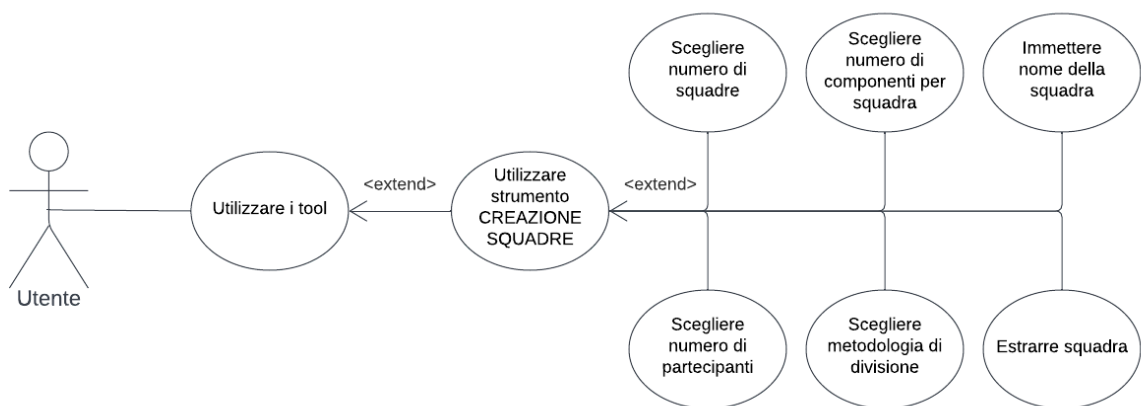 Scegliere
numero di
squadre
Scegliere
numero di
componenti per
squadra
Immettere
nome della
squadra
Utente
Utilizzare i tool
<extend>
Utilizzare
strumento
CREAZIONE
SQUADRE
<extend>
Scegliere
numero di
partecipanti
Scegliere
metodologia di
divisione
Estrarre squadra